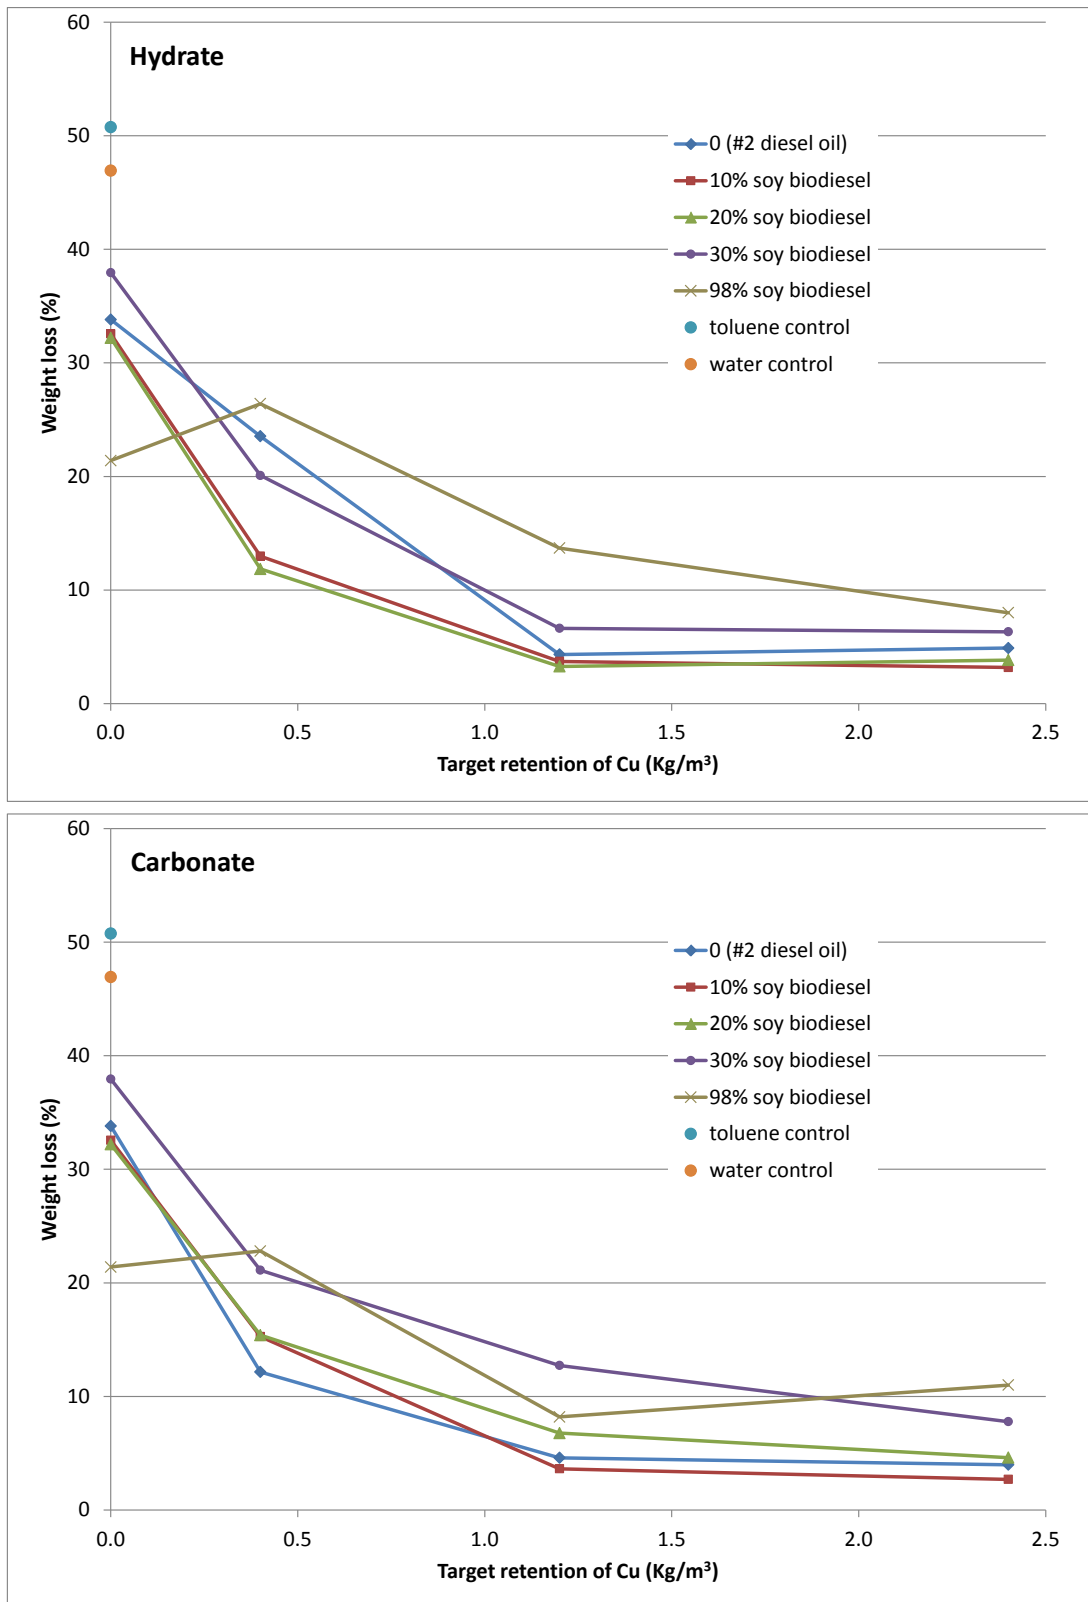 60
Hydrate
50
40
30
20
10
0
Weight loss (%)
0 (#2 diesel oil)
10% soy biodiesel
20% soy biodiesel
30% soy biodiesel
98% soy biodiesel
toluene control
water control
0.0 0.5 1.0 1.5 2.0 2.5
Target retention of Cu (Kg/m³)
60
Carbonate
50
40
30
20
10
0
Weight loss (%)
0 (#2 diesel oil)
10% soy biodiesel
20% soy biodiesel
30% soy biodiesel
98% soy biodiesel
toluene control
water control
0.0 0.5 1.0 1.5 2.0 2.5
Target retention of Cu (Kg/m³)